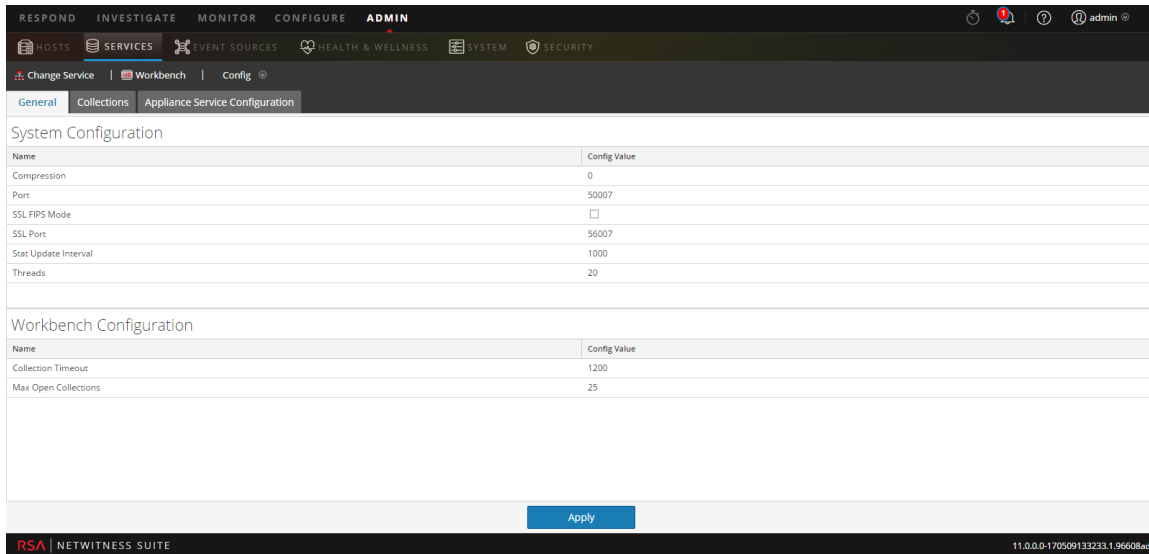 RESPOND INVESTIGATE MONITOR CONFIGURE ADMIN 1 ? admin
HOSTS SERVICES EVENT SOURCES HEALTH & WELLNESS SYSTEM SECURITY
Change Service | Workbench | Config
General Collections Appliance Service Configuration
System Configuration
Name Config Value
Compression 0
Port 50007
SSL FIPS Mode
SSL Port 56007
Stat Update Interval 1000
Threads 20
Workbench Configuration
Name Config Value
Collection Timeout 1200
Max Open Collections 25
Apply
RSA | NETWITNESS SUITE 11.0.0.0-170509133233.1.96608ad